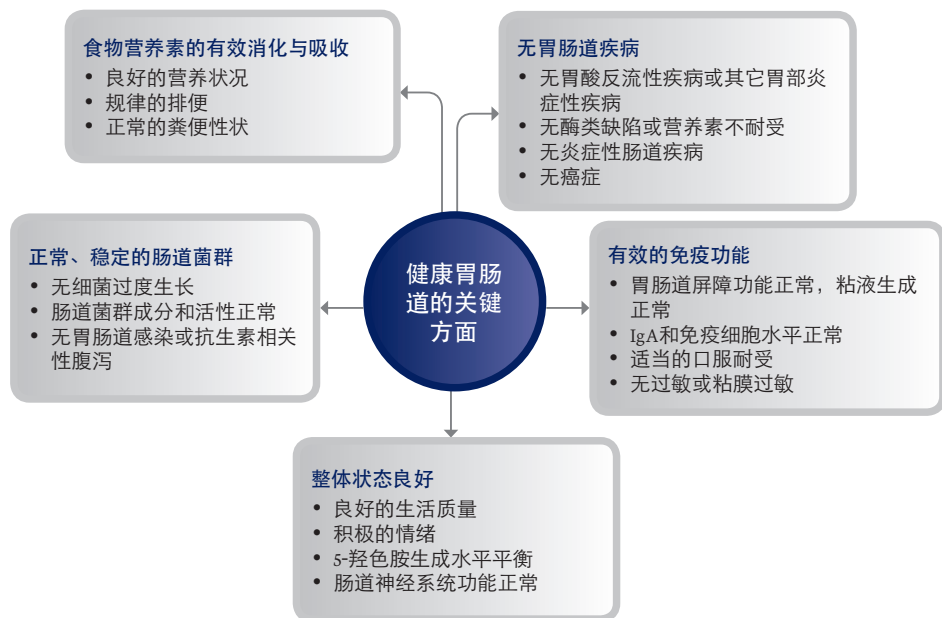 食物营养素的有效消化与吸收
• 良好的营养状况
• 规律的排便
• 正常的粪便性状
无胃肠道疾病
• 无胃酸反流性疾病或其它胃部炎
症性疾病
• 无酶类缺陷或营养素不耐受
• 无炎症性肠道疾病
• 无癌症
正常、稳定的肠道菌群
• 无细菌过度生长
• 肠道菌群成分和活性正常
• 无胃肠道感染或抗生素相关
性腹泻
健康胃肠
道的关键
方面
有效的免疫功能
• 胃肠道屏障功能正常，粘液生成
正常
• IgA和免疫细胞水平正常
• 适当的口服耐受
• 无过敏或粘膜过敏
整体状态良好
• 良好的生活质量
• 积极的情绪
• 5-羟色胺生成水平平衡
• 肠道神经系统功能正常